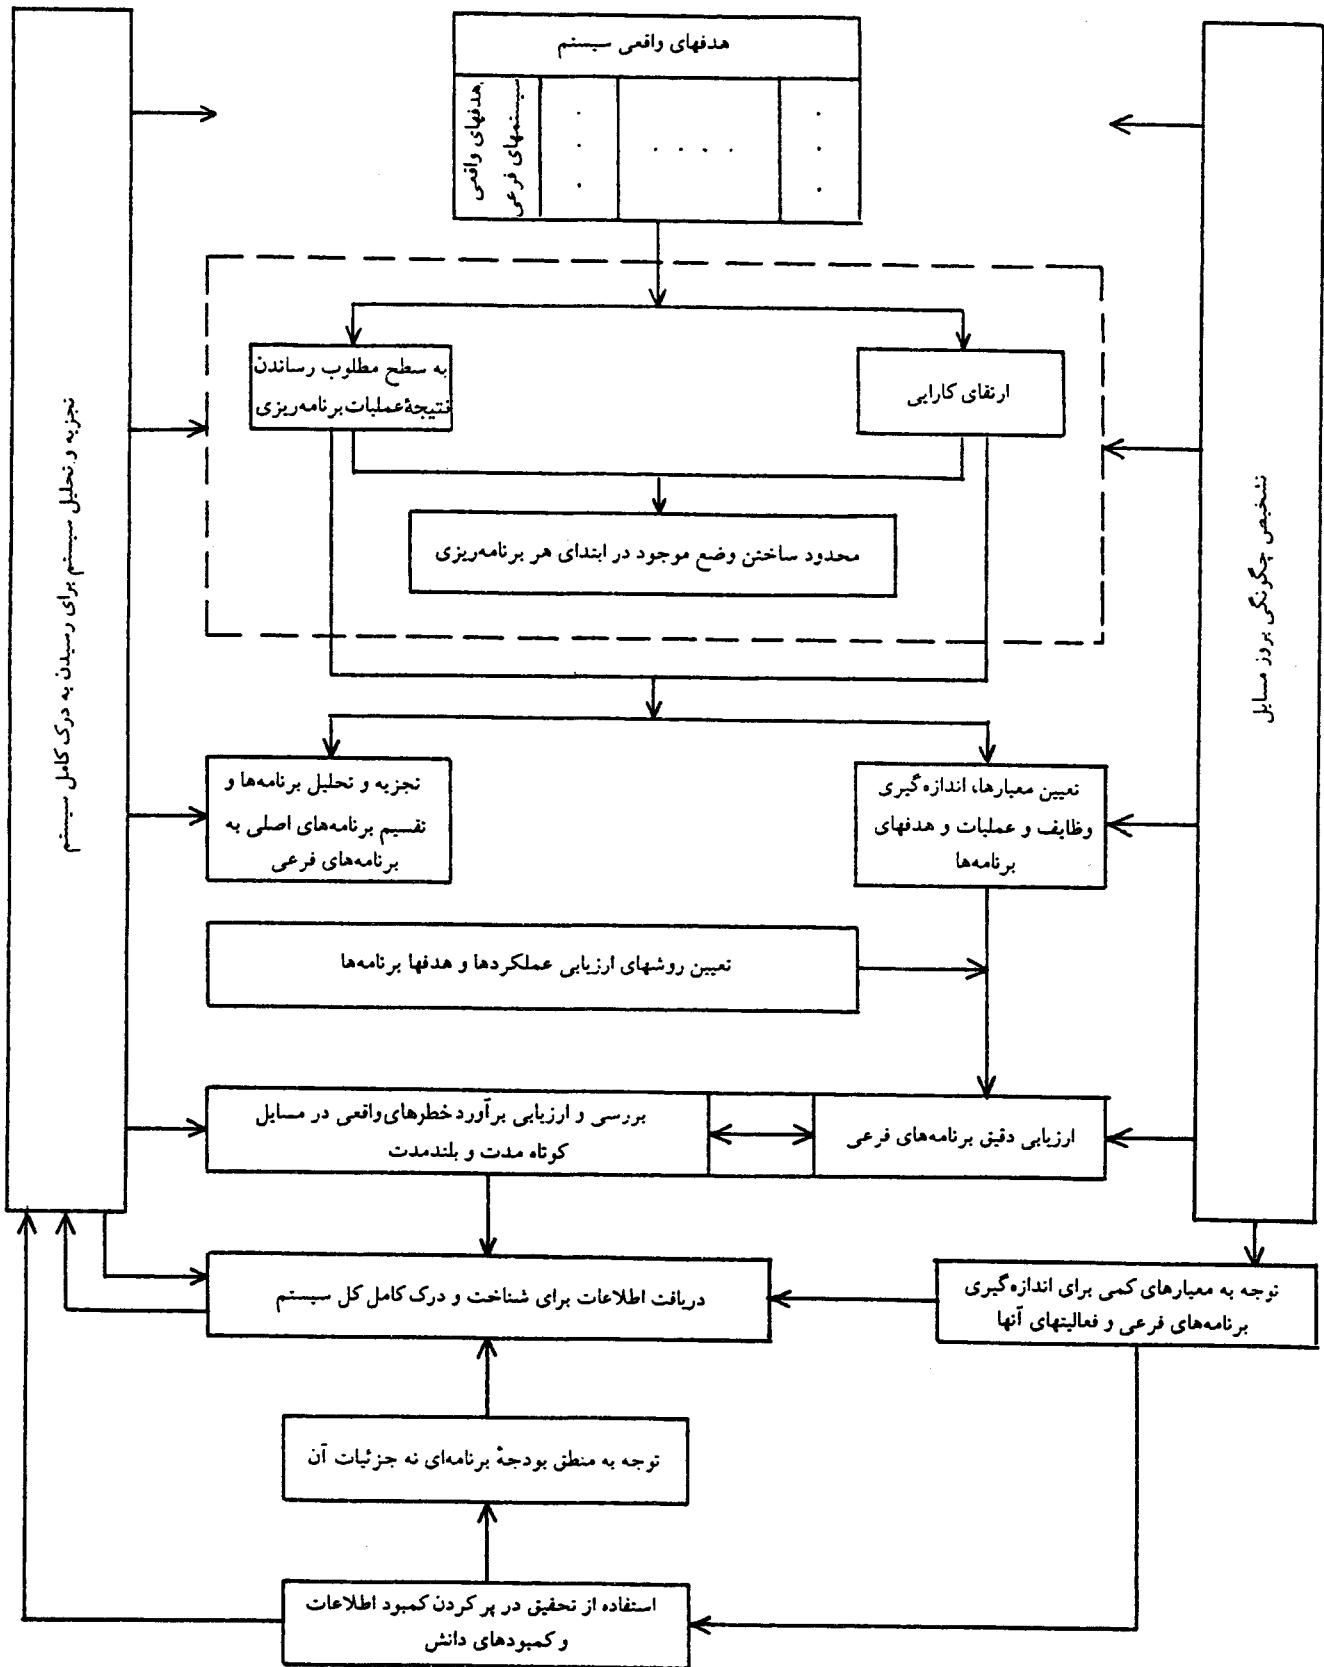 هدفهای واقعی سیستم
هدفهای واقعی
سیستمهای فرعی
تشخیص چگونگی بروز مسایل
تجزیه و تحلیل سیستم برای رسیدن به درک کامل سیستم
ارتقای کارایی
به سطح مطلوب رساندن
نتیجهٔ عملیات برنامه‌ریزی
محدود ساختن وضع موجود در ابتدای هر برنامه‌ریزی
تعیین معیارها، اندازه‌گیری
وظایف و عملیات و هدفهای
برنامه‌ها
تجزیه و تحلیل برنامه‌ها و
تقسیم برنامه‌های اصلی به
برنامه‌های فرعی
تعیین روشهای ارزیابی عملکردها و هدفها برنامه‌ها
ارزیابی دقیق برنامه‌های فرعی
بررسی و ارزیابی برآورد خطرهای واقعی در مسایل
کوتاه مدت و بلندمدت
توجه به معیارهای کمی برای اندازه‌گیری
برنامه‌های فرعی و فعالیتهای آنها
دریافت اطلاعات برای شناخت و درک کامل کل سیستم
توجه به منطق بودجهٔ برنامه‌ای نه جزئیات آن
استفاده از تحقیق در پر کردن کمبود اطلاعات
و کمبودهای دانش